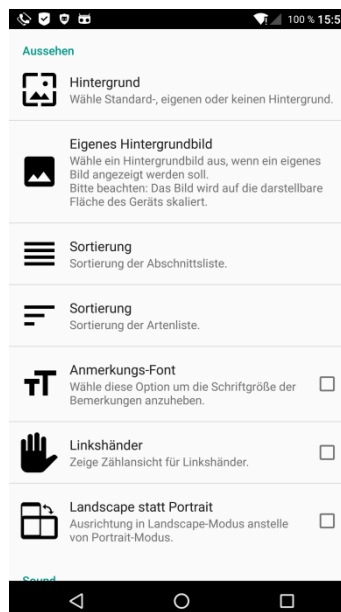 100 % 15:5
Aussehen
Hintergrund
Wähle Standard-, eigenen oder keinen Hintergrund.
Eigenes Hintergrundbild
Wähle ein Hintergrundbild aus, wenn ein eigenes
Bild angezeigt werden soll.
Bitte beachten: Das Bild wird auf die darstellbare
Fläche des Geräts skaliert.
Sortierung
Sortierung der Abschnittsliste.
Sortierung
Sortierung der Artenliste.
Anmerkungs-Font
Wähle diese Option um die Schriftgröße der
Bemerkungen anzuheben.
Linkshänder
Zeige Zählansicht für Linkshänder.
Landscape statt Portrait
Ausrichtung in Landscape-Modus anstelle
von Portrait-Modus.
Sound